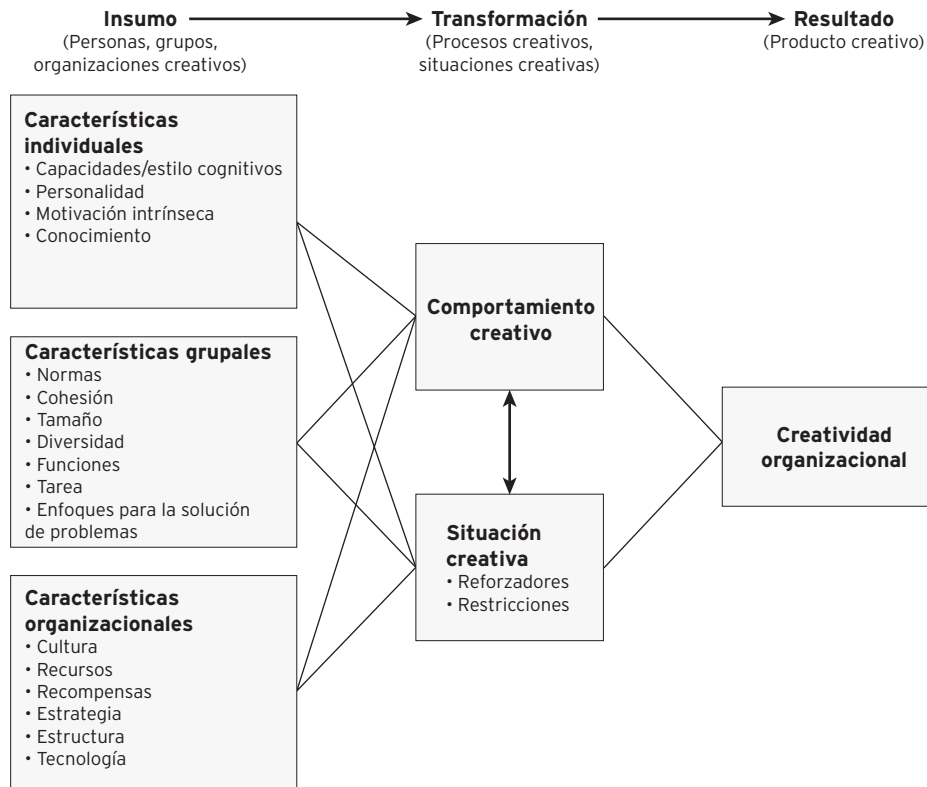 Insumo
(Personas, grupos,
organizaciones creativos)
Transformación
(Procesos creativos,
situaciones creativas)
Resultado
(Producto creativo)
Características
individuales
• Capacidades/estilo cognitivos
• Personalidad
• Motivación intrínseca
• Conocimiento
Características grupales
• Normas
• Cohesión
• Tamaño
• Diversidad
• Funciones
• Tarea
• Enfoques para la solución
de problemas
Características
organizacionales
• Cultura
• Recursos
• Recompensas
• Estrategia
• Estructura
• Tecnología
Comportamiento
creativo
Situación
creativa
• Reforzadores
• Restricciones
Creatividad
organizacional